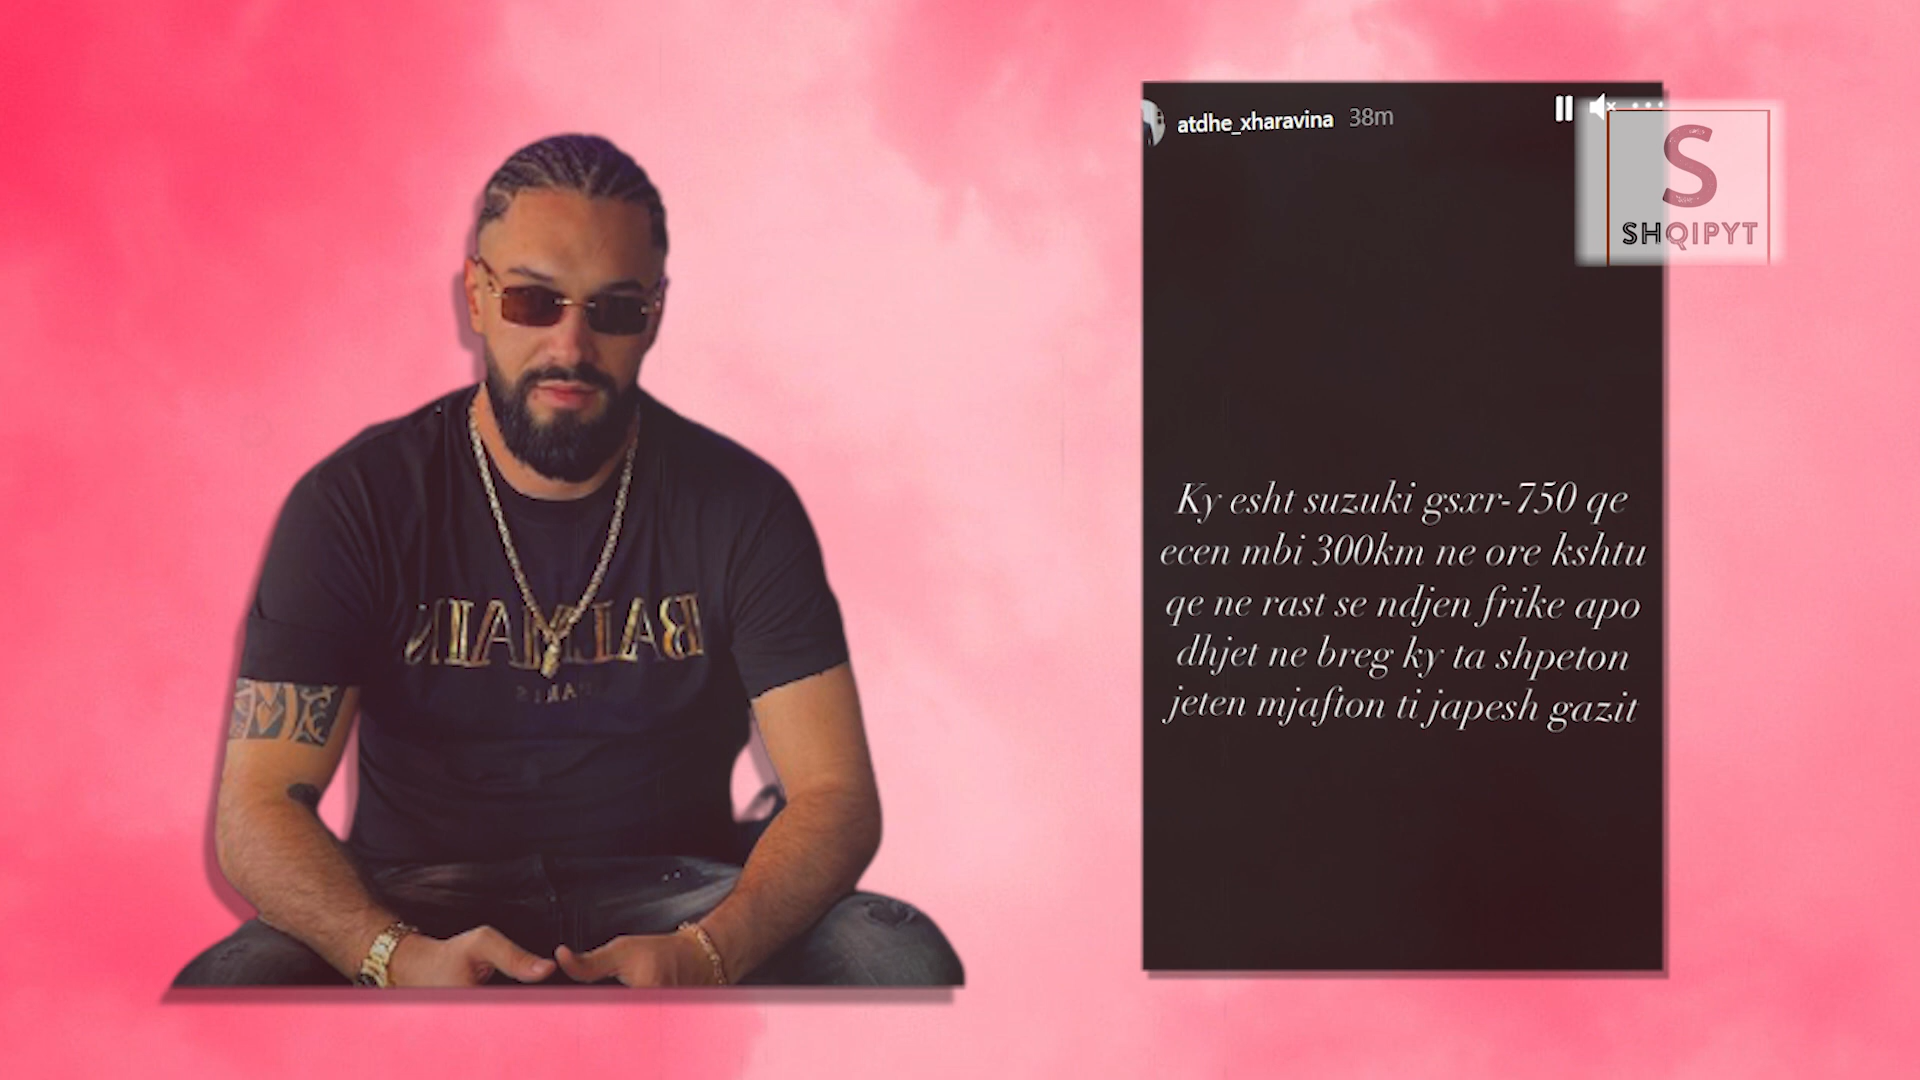 BALMAIN
PARIS
atdhe_xharavina 38m
S
SHQIPYT
Ky esht suzuki gsxr-750 qe
ecen mbi 300km ne ore kshtu
qe ne rast se ndjen frike apo
dhjet ne breg ky ta shpeton
jeten mjafton ti japesh gazit